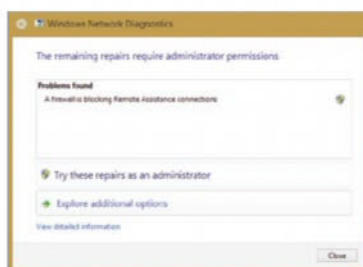 Windows Network Diagnostics
The remaining repairs require administrator permissions
Problems found
A firewall is blocking Remote Assistance connections
Try these repairs as an administrator
Explore additional options
View detailed information
Close